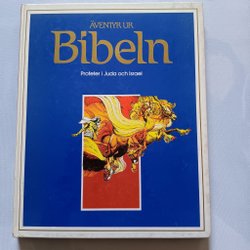 ÄVENTYR UR
Bibeln
Profeter i Juda och Israel